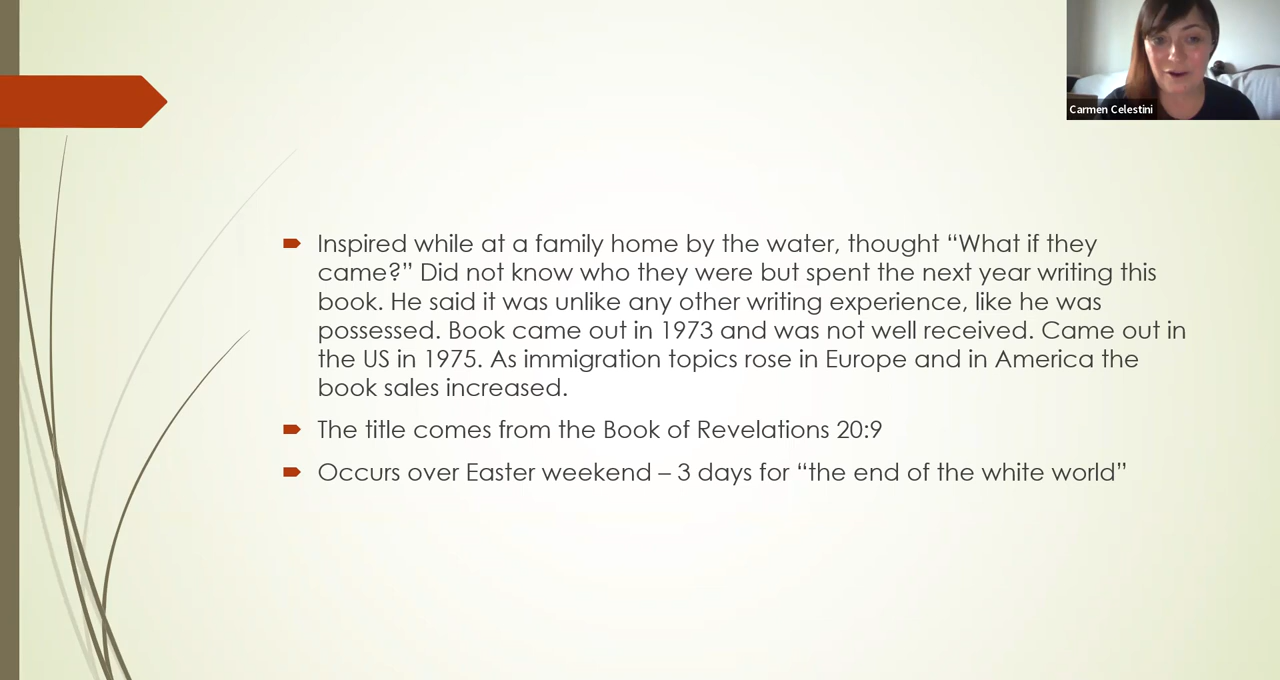 Carmen Celestini
Inspired while at a family home by the water, thought “What if they
came?” Did not know who they were but spent the next year writing this
book. He said it was unlike any other writing experience, like he was
possessed. Book came out in 1973 and was not well received. Came out in
the US in 1975. As immigration topics rose in Europe and in America the
book sales increased.
The title comes from the Book of Revelations 20:9
Occurs over Easter weekend – 3 days for “the end of the white world”